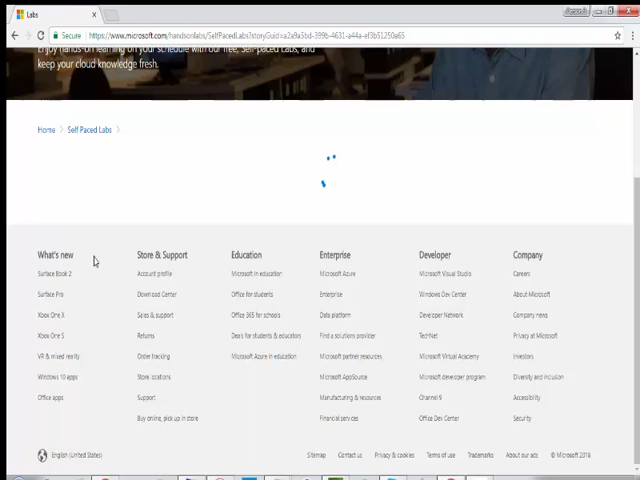 Labs
Secure
https://www.microsoft.com/handsonlabs/SelfPacedLabs?storyGuid=a2a9a5bd-399b-4631-a44a-ef3b51250a65
Enjoy hands-on learning on your schedule with our free, Self-paced Labs, and
keep your cloud knowledge fresh.
Home > Self Paced Labs >
What's new
Surface Book 2
Surface Pro
Xbox One X
Xbox One S
VR & mixed reality
Windows 10 apps
Office apps
Store & Support
Account profile
Download Center
Sales & support
Returns
Order tracking
Store locations
Support
Buy online, pick up in store
Education
Microsoft in education
Office for students
Office 365 for schools
Deals for students & educators
Microsoft Azure in education
Enterprise
Microsoft Azure
Enterprise
Data platform
Find a solutions provider
Microsoft partner resources
Microsoft AppSource
Manufacturing & resources
Financial services
Developer
Microsoft Visual Studio
Windows Dev Center
Developer Network
TechNet
Microsoft Virtual Academy
Microsoft developer program
Channel 9
Office Dev Center
Company
Careers
About Microsoft
Company news
Privacy at Microsoft
Investors
Diversity and inclusion
Accessibility
Security
English (United States)
Sitemap
Contact us
Privacy & cookies
Terms of use
Trademarks
About our ads
© Microsoft 2018